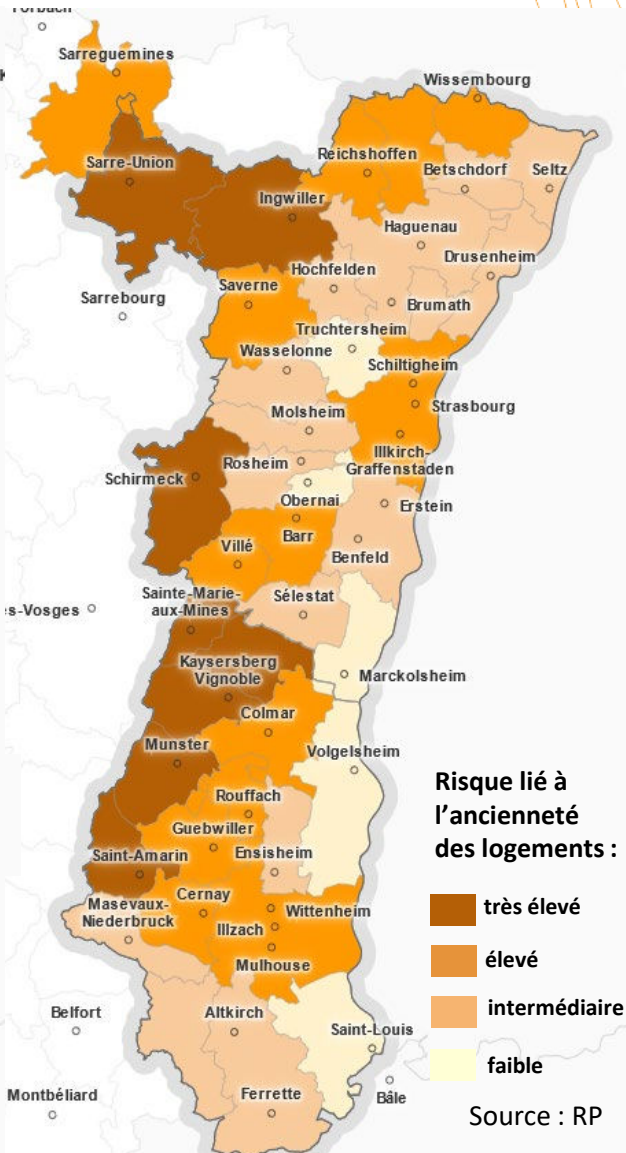 Forbach
Sarreguemines
Wissembourg
Reichshoffen
Sarre-Union
Betschdorf
Seltz
Ingwiller
Haguenau
Drusenheim
Hochfelden
Saverne
Sarrebourg
Brumath
Truchtersheim
Wasselonne
Schiltigheim
Molsheim
Strasbourg
Rosheim
Illkirch-
Graffenstaden
Schirmeck
Obernai
Erstein
Barr
Villé
Benfeld
Sainte-Marie-
aux-Mines
Sélestat
s-Vosges
Kaysersberg
Vignoble
Marckolsheim
Colmar
Munster
Volgelsheim
Rouffach
Guebwiller
Ensisheim
Saint-Amarin
Cernay
Wittenheim
Masevaux-
Niederbruck
Illzach
Mulhouse
Belfort
Altkirch
Saint-Louis
Montbéliard
Bâle
Ferrette
Risque lié à
l’ancienneté
des logements :
très élevé
élevé
intermédiaire
faible
Source : RP